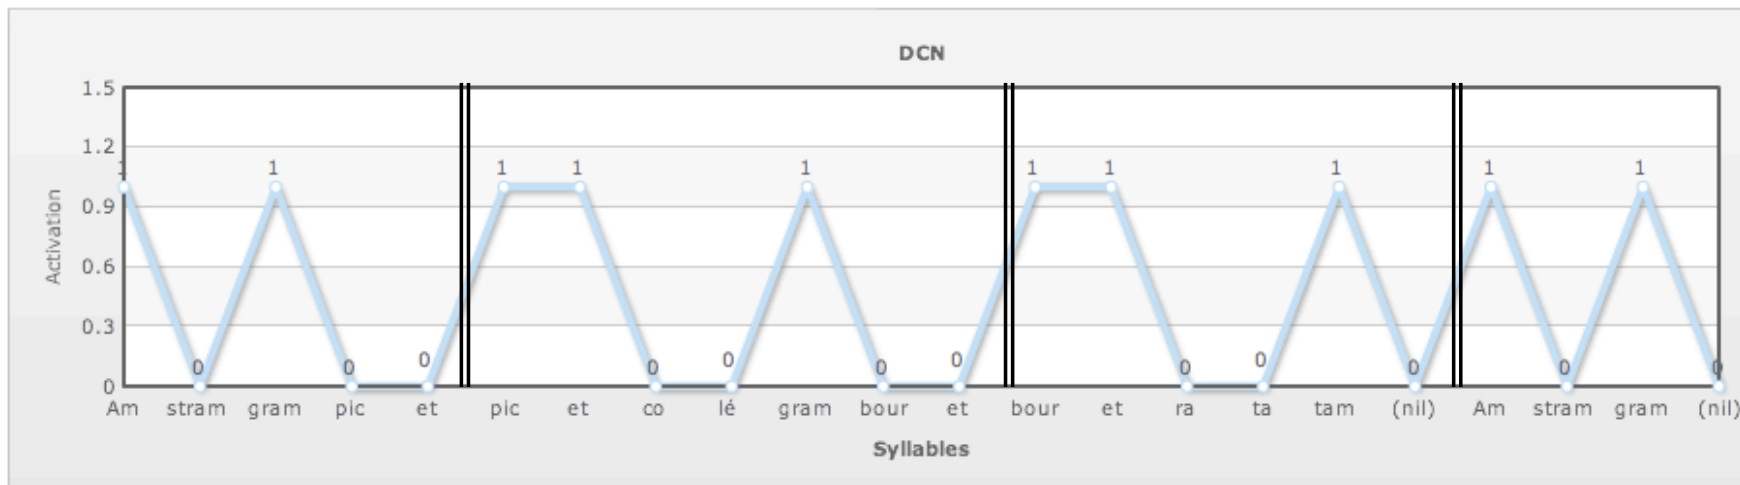 DCN
1.5
1.2
0.9
0.6
0.3
0
Activation
1 0 1 0 0 1 1 0 0 1 0 0 1 1 0 0 1 0 1 0 1 0
Am stram gram pic et pic et co lé gram bour et bour et ra ta tam (nil) Am stram gram (nil)
Syllables